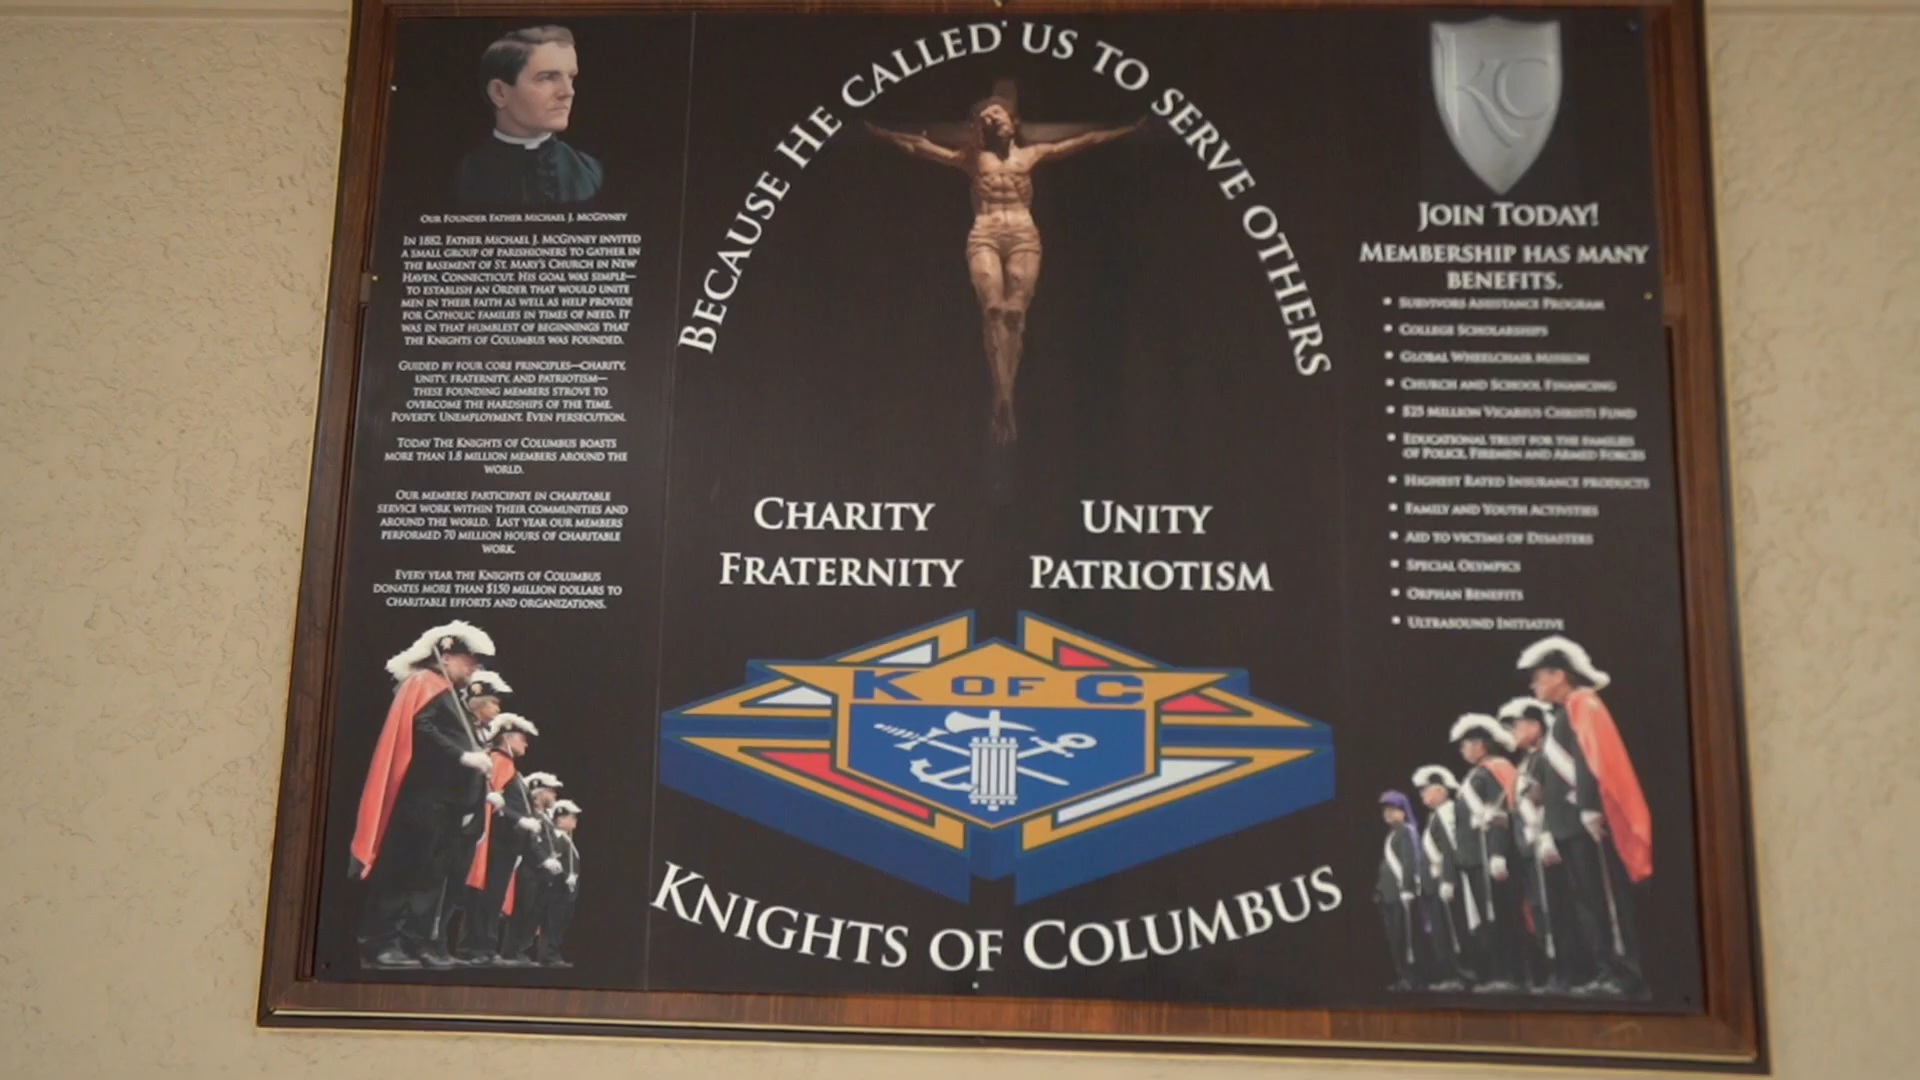 BECAUSE HE CALLED US TO SERVE OTHERS
OUR FOUNDER FATHER MICHAEL J. MCGIVNEY
IN 1882, FATHER MICHAEL J. MCGIVNEY INVITED
A SMALL GROUP OF PARISHIONERS TO GATHER IN
THE BASEMENT OF ST. MARY'S CHURCH IN NEW
HAVEN, CONNECTICUT. HIS GOAL WAS SIMPLE—
TO ESTABLISH AN ORDER THAT WOULD UNITE
MEN IN THEIR FAITH AS WELL AS HELP PROVIDE
FOR CATHOLIC FAMILIES IN TIMES OF NEED. IT
WAS IN THAT HUMBLEST OF BEGINNINGS THAT
THE KNIGHTS OF COLUMBUS WAS FOUNDED.
GUIDED BY FOUR CORE PRINCIPLES—CHARITY,
UNITY, FRATERNITY, AND PATRIOTISM—
THESE FOUNDING MEMBERS STROVE TO
OVERCOME THE HARDSHIPS OF THE TIME.
POVERTY. UNEMPLOYMENT. EVEN PERSECUTION.
TODAY THE KNIGHTS OF COLUMBUS BOASTS
MORE THAN 1.8 MILLION MEMBERS AROUND THE
WORLD.
OUR MEMBERS PARTICIPATE IN CHARITABLE
SERVICE WORK WITHIN THEIR COMMUNITIES AND
AROUND THE WORLD. LAST YEAR OUR MEMBERS
PERFORMED 70 MILLION HOURS OF CHARITABLE
WORK.
EVERY YEAR THE KNIGHTS OF COLUMBUS
DONATES MORE THAN $150 MILLION DOLLARS TO
CHARITABLE EFFORTS AND ORGANIZATIONS.
CHARITY UNITY
FRATERNITY PATRIOTISM
K OF C
KNIGHTS OF COLUMBUS
KC
JOIN TODAY!
MEMBERSHIP HAS MANY
BENEFITS.
• SURVIVORS ASSISTANCE PROGRAM
• COLLEGE SCHOLARSHIPS
• GLOBAL WHEELCHAIR MISSION
• CHURCH AND SCHOOL FINANCING
• $25 MILLION VICARIUS CHRISTI FUND
• EDUCATIONAL TRUST FOR THE FAMILIES
OF POLICE, FIREMEN AND ARMED FORCES
• HIGHEST RATED INSURANCE PRODUCTS
• FAMILY AND YOUTH ACTIVITIES
• AID TO VICTIMS OF DISASTERS
• SPECIAL OLYMPICS
• ORPHAN BENEFITS
• ULTRASOUND INITIATIVE